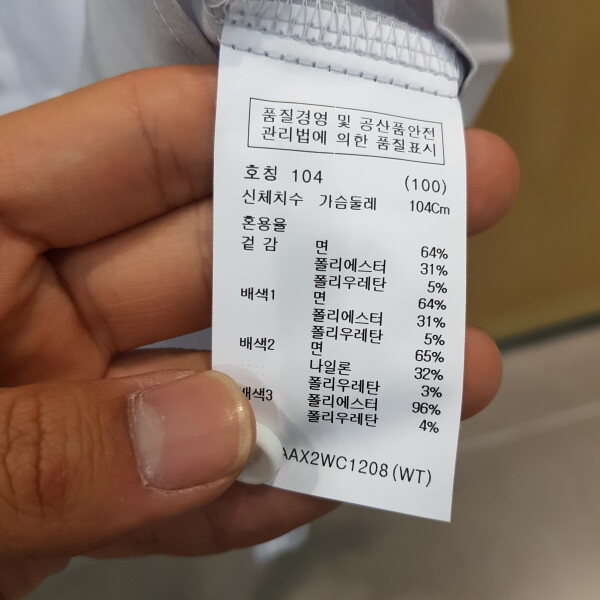 품질경영 및 공산품안전
관리법에 의한 품질표시
호칭 104 (100)
신체치수 가슴둘레 104Cm
혼용율
겉 감 면 64%
폴리에스터 31%
폴리우레탄 5%
배색1 면 64%
폴리에스터 31%
폴리우레탄 5%
배색2 면 65%
나일론 32%
폴리우레탄 3%
배색3 폴리에스터 96%
폴리우레탄 4%
AAX2WC1208(WT)